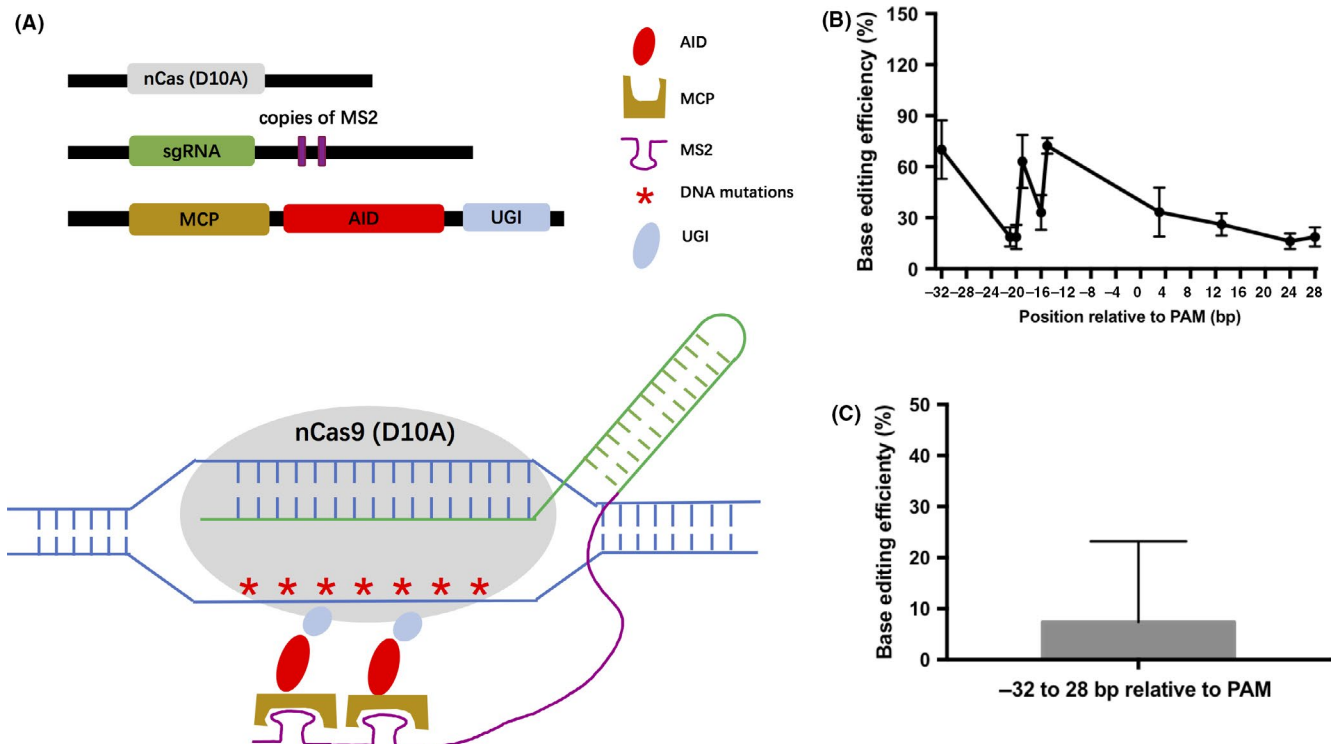 (A)
nCas (D10A)
copies of MS2
sgRNA
MCP AID UGI
AID
MCP
MS2
DNA mutations
UGI
nCas9 (D10A)
(B)
Base editing efficiency (%)
150
120
90
60
30
0
–32 –28 –24 –20 –16 –12 –8 –4 0 4 8 12 16 20 24 28
Position relative to PAM (bp)
(C)
Base editing efficienty (%)
50
40
30
20
10
0
–32 to 28 bp relative to PAM